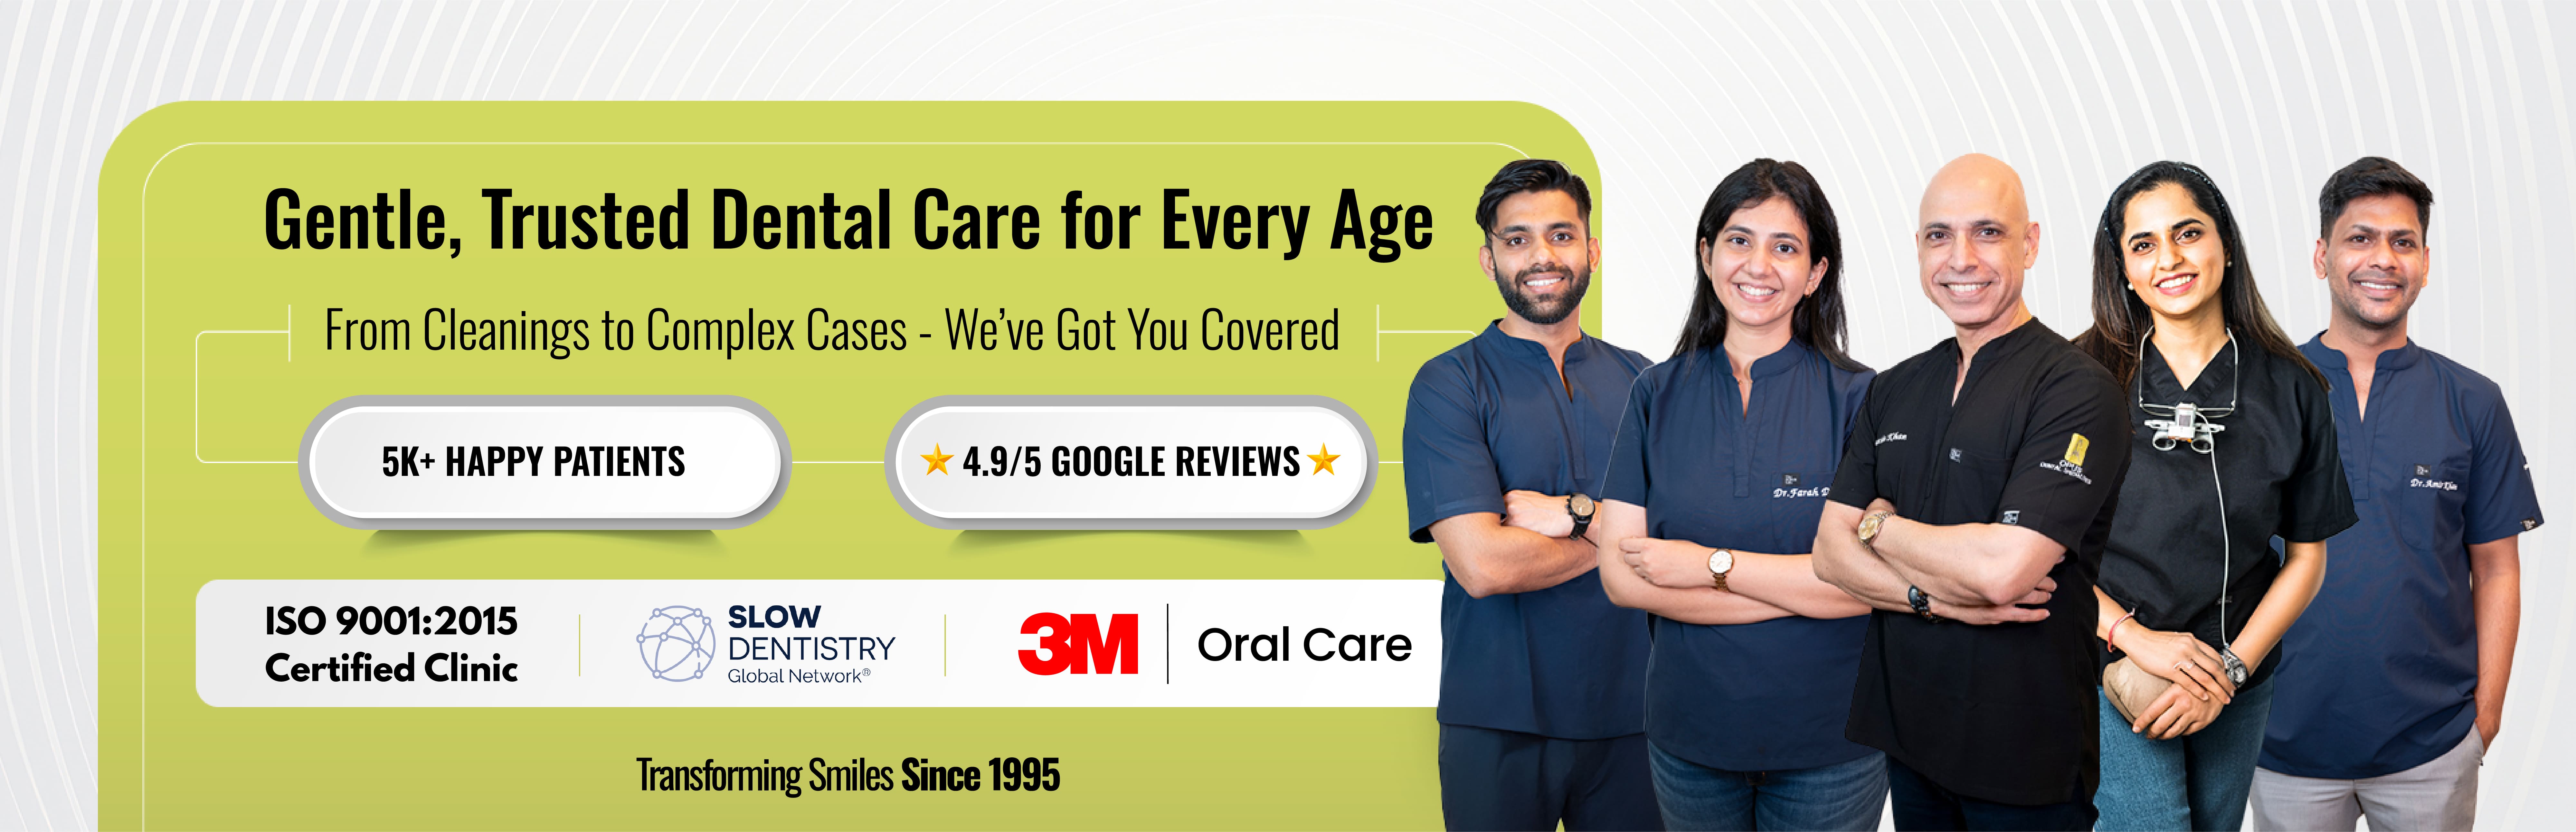 Gentle, Trusted Dental Care for Every Age
From Cleanings to Complex Cases - We've Got You Covered
5K+ HAPPY PATIENTS
4.9/5 GOOGLE REVIEWS
ISO 9001:2015
Certified Clinic
SLOW
DENTISTRY
Global Network®
3M
Oral Care
Transforming Smiles Since 1995
Dr. Farah D
Khan
DENTAL
Dr. Amir Khan